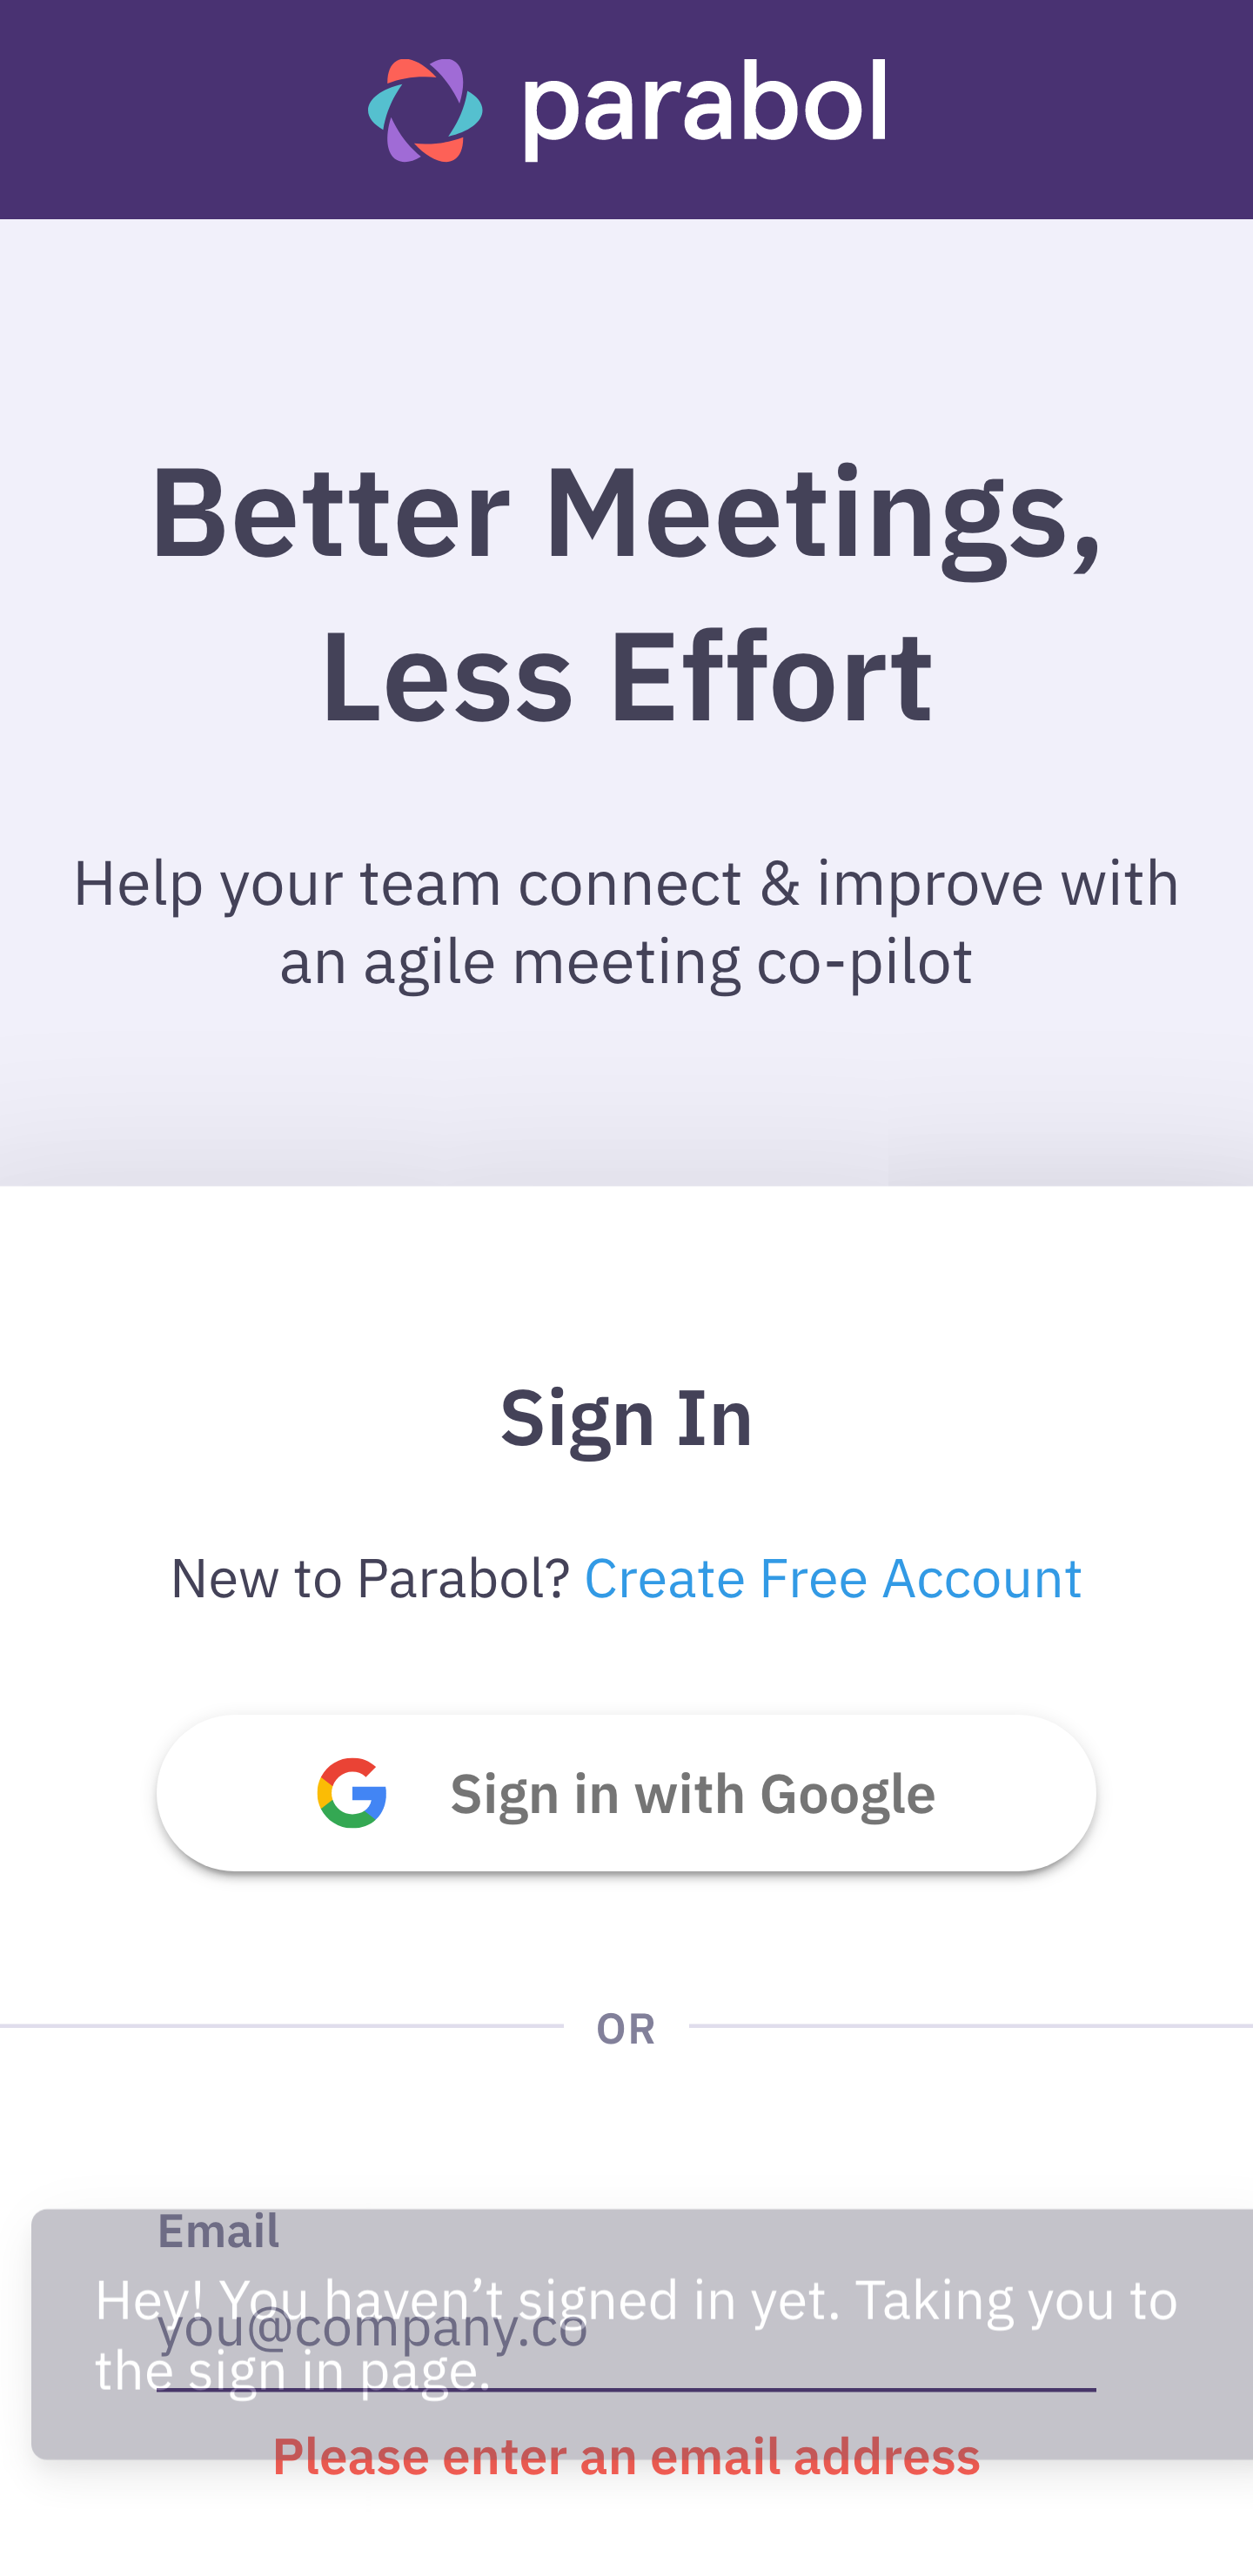 parabol
Better Meetings,
Less Effort
Help your team connect & improve with
an agile meeting co-pilot
Sign In
New to Parabol? Create Free Account
Sign in with Google
OR
Email
Hey! You haven’t signed in yet. Taking you to
you@company.co
the sign in page.
Please enter an email address